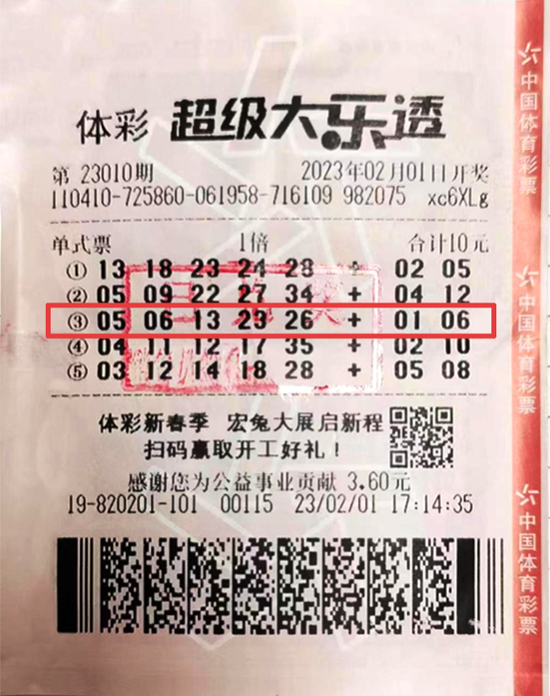 体彩 超级大乐透
第 23010期 2023年02月01日开奖
110410-725860-061958-716109 982075 xc6XLg
单式票 1倍 合计10元
① 13 18 23 24 28 + 02 05
② 05 09 22 27 34 + 04 12
③ 05 06 13 23 26 + 01 06
④ 04 11 12 17 35 + 02 10
⑤ 03 12 14 18 28 + 05 08
体彩新春季 宏兔大展启新程
扫码赢取开工好礼！
感谢您为公益事业贡献 3.60元
19-820201-101 00115 23/02/01 17:14:35
中国体育彩票
中国体育彩票
中国体育彩票